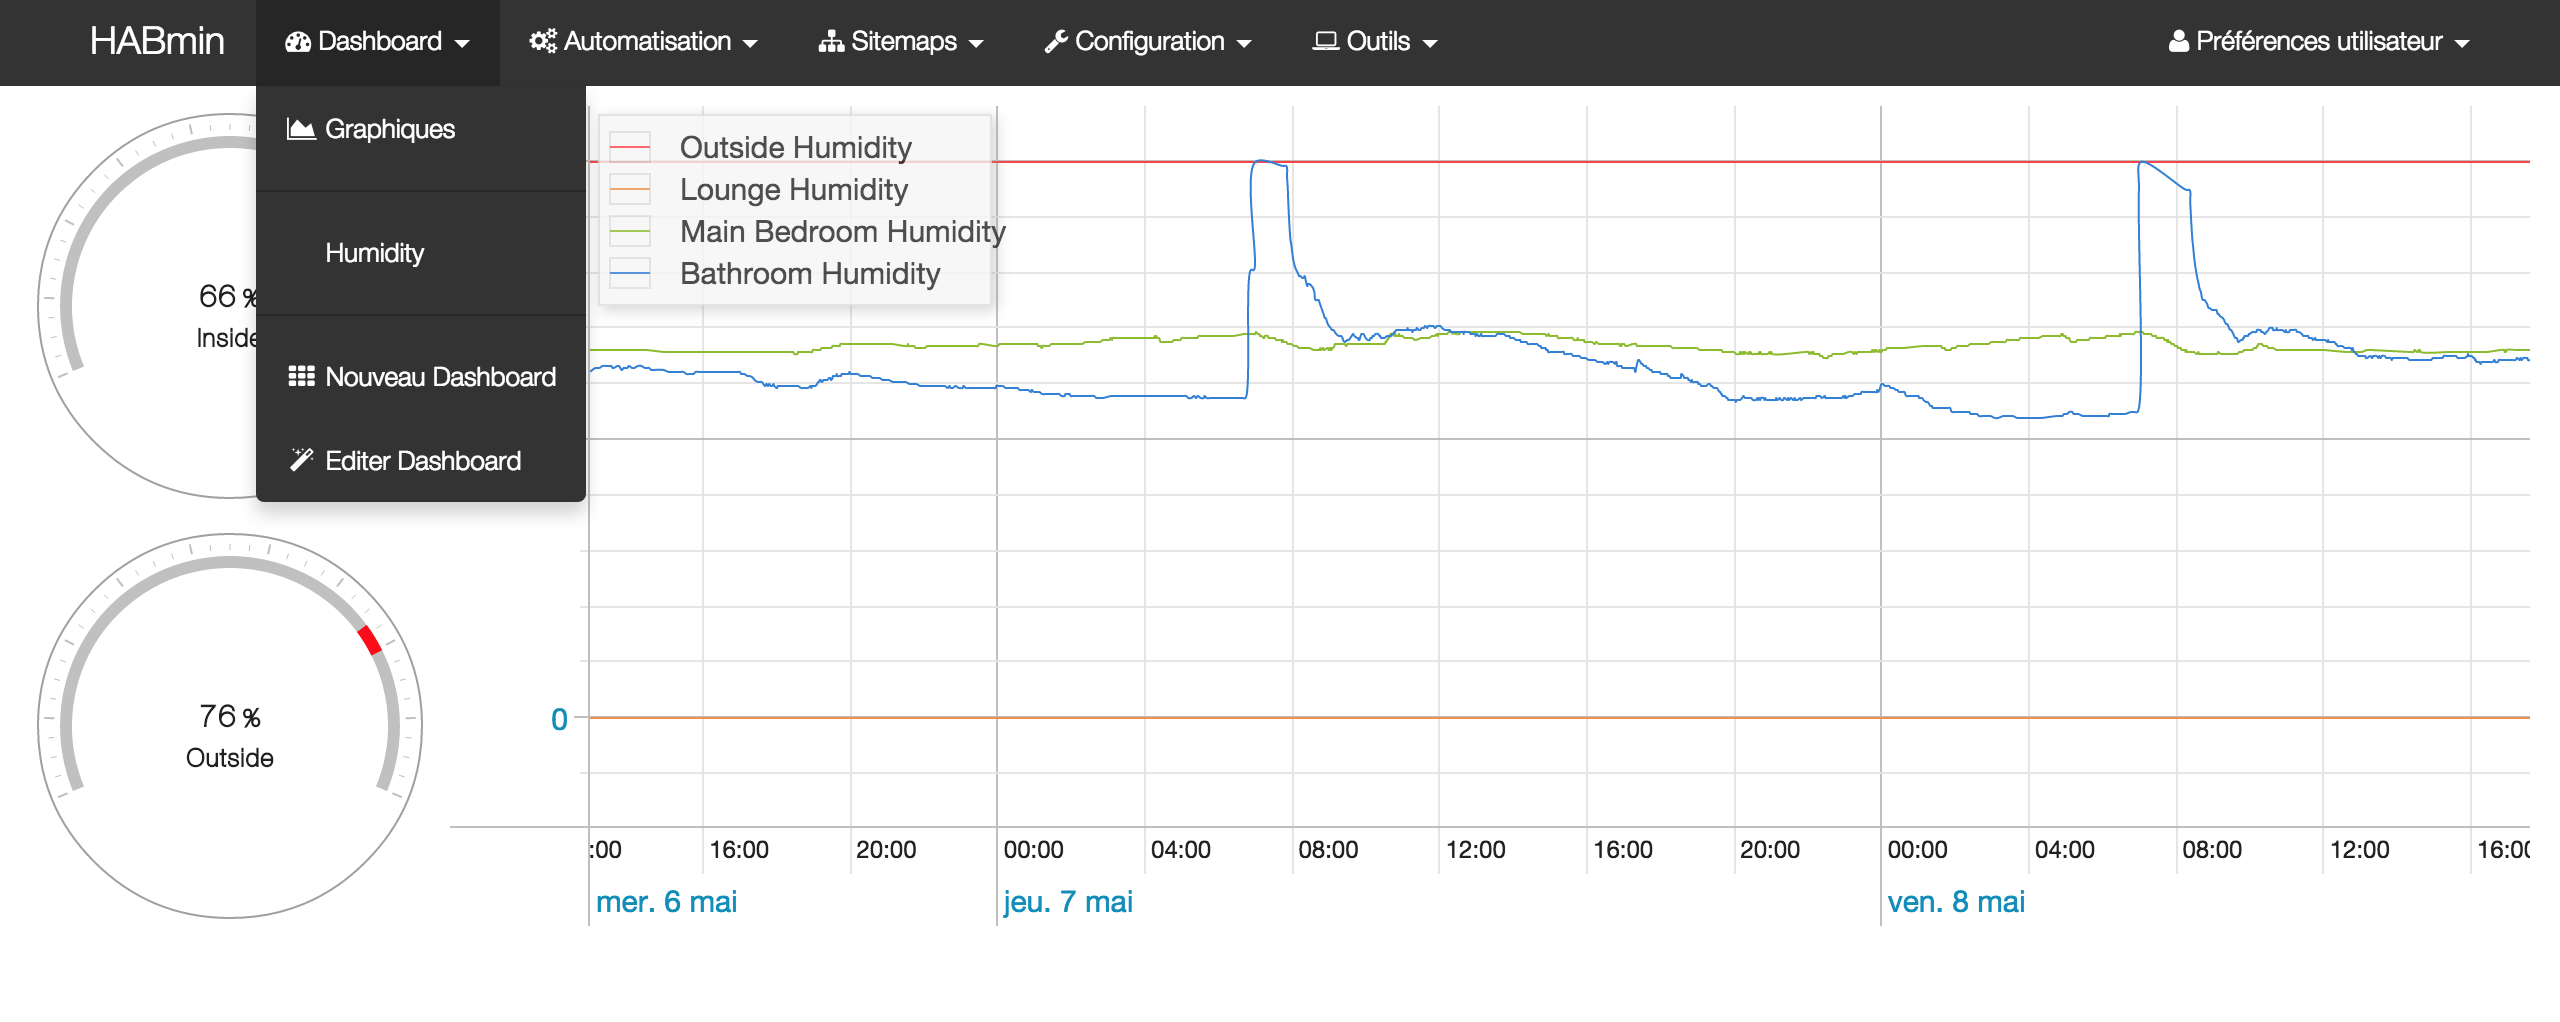 HABmin Dashboard Automatisation Sitemaps Configuration Outils Préférences utilisateur
Graphiques
Humidity
Nouveau Dashboard
Editer Dashboard
66 %
Inside
76 %
Outside
Outside Humidity
Lounge Humidity
Main Bedroom Humidity
Bathroom Humidity
0
:00 16:00 20:00 00:00 04:00 08:00 12:00 16:00 20:00 00:00 04:00 08:00 12:00 16:00
mer. 6 mai jeu. 7 mai ven. 8 mai